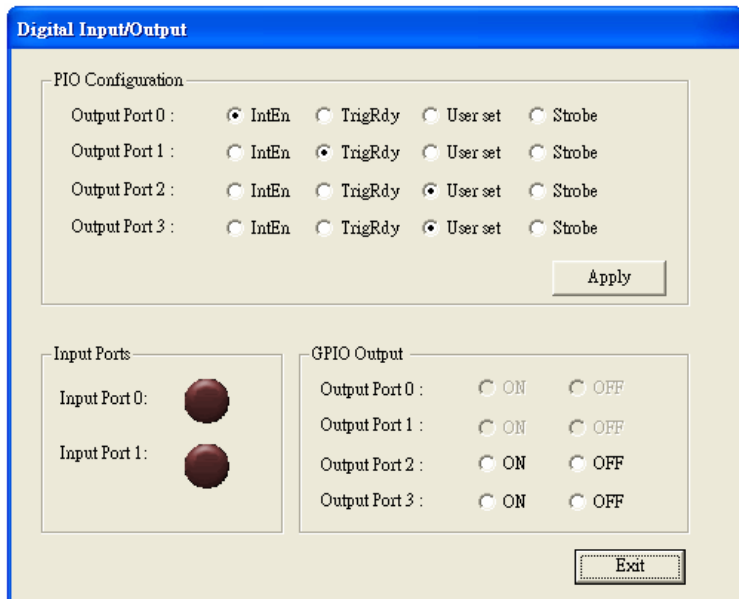 Digital Input/Output
PIO Configuration
Output Port 0 : IntEn TrigRdy User set Strobe
Output Port 1 : IntEn TrigRdy User set Strobe
Output Port 2 : IntEn TrigRdy User set Strobe
Output Port 3 : IntEn TrigRdy User set Strobe
Apply
Input Ports
Input Port 0:
Input Port 1:
GPIO Output
Output Port 0 : ON OFF
Output Port 1 : ON OFF
Output Port 2 : ON OFF
Output Port 3 : ON OFF
Exit